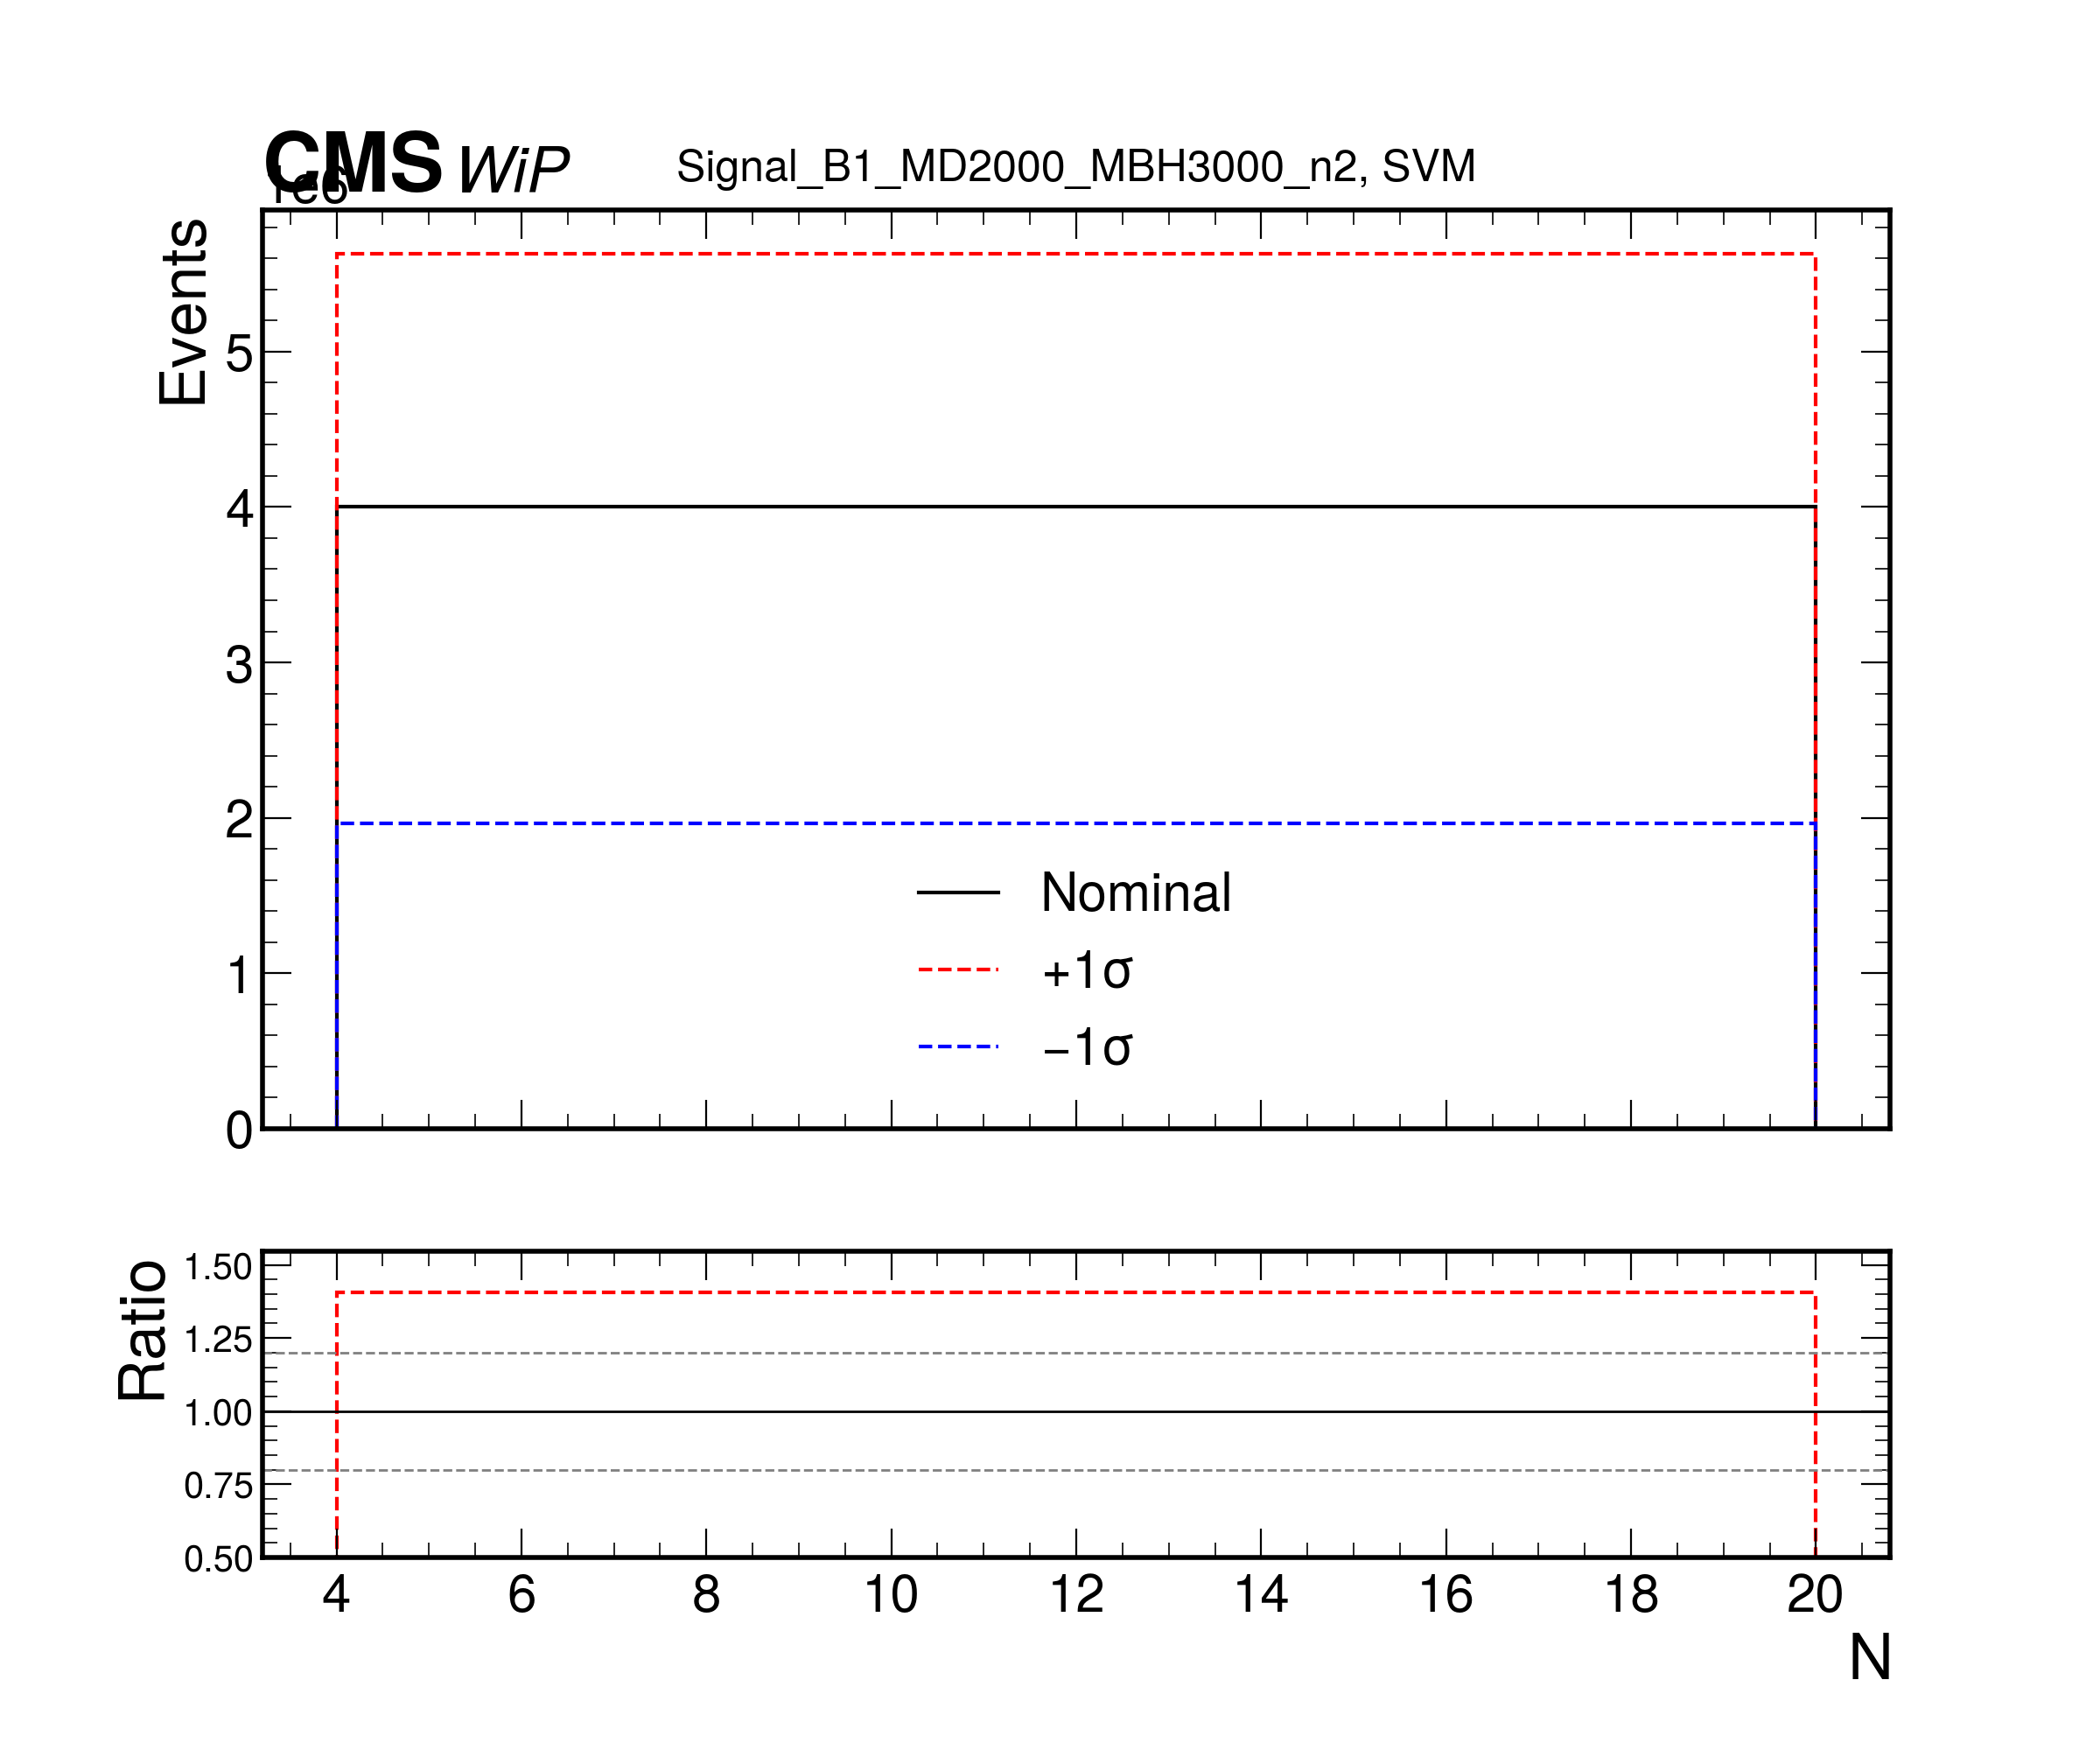 CMS WiP
1e6
Signal_B1_MD2000_MBH3000_n2, SVM
Events
5
4
3
2
1
0
Nominal
+1σ
−1σ
Ratio
1.50
1.25
1.00
0.75
0.50
4 6 8 10 12 14 16 18 20
N